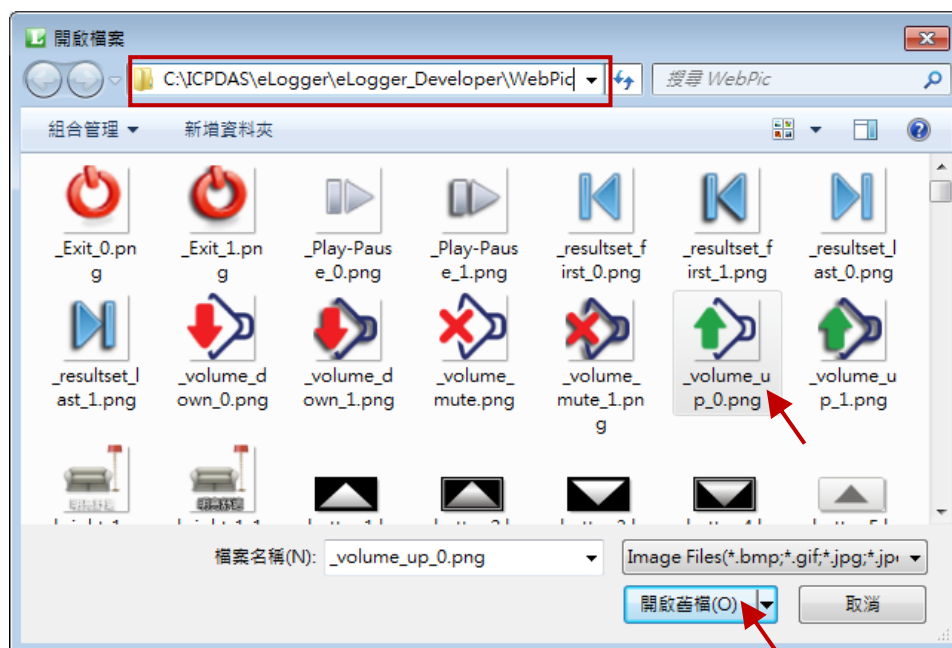 開啟檔案
C:\ICPDAS\eLogger\eLogger_Developer\WebPic
搜尋 WebPic
組合管理
新增資料夾
_Exit_0.pn
g
_Exit_1.pn
g
_Play-Paus
e_0.png
_Play-Paus
e_1.png
_resultset_f
irst_0.png
_resultset_f
irst_1.png
_resultset_l
ast_0.png
_resultset_l
ast_1.png
_volume_d
own_0.png
_volume_d
own_1.png
_volume_
mute.png
_volume_
mute_1.pn
g
_volume_u
p_0.png
_volume_u
p_1.png
檔案名稱(N):
_volume_up_0.png
Image Files(*.bmp;*.gif;*.jpg;*.jp
開啟舊檔(O)
取消